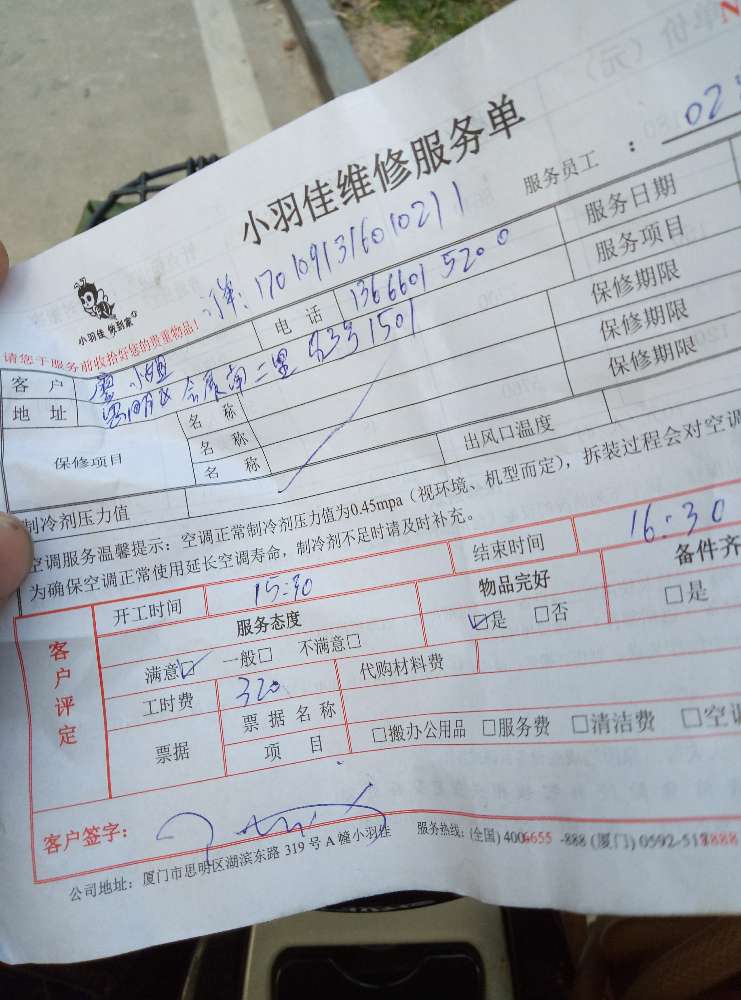 小羽佳维修服务单
服务员工 ：
订单：1701091316010211
小羽佳 俠到家
请您于服务前收拾好您的贵重物品!
客 户 廖小姐 电 话 13666015200 服务日期
地 址 思明区会展南二里 服务项目
保修项目 名 称 保修期限
名 称 保修期限
名 称 保修期限
制冷剂压力值 出风口温度
空调服务温馨提示：空调正常制冷剂压力值为0.45mpa（视环境、机型而定），拆装过程会对空调
为确保空调正常使用延长空调寿命，制冷剂不足时请及时补充。
客户评定
开工时间 15:30 结束时间 16:30
服务态度 物品完好 备件齐
满意☑ 一般□ 不满意□ ☑是 □否 □是
工时费 320 代购材料费
票据 票 据 名 称
项 目 □搬办公用品 □服务费 □清洁费 □空调
客户签字：
公司地址：厦门市思明区湖滨东路 319 号 A 幢小羽佳 服务热线：(全国) 4006655 -888 (厦门) 0592-518888